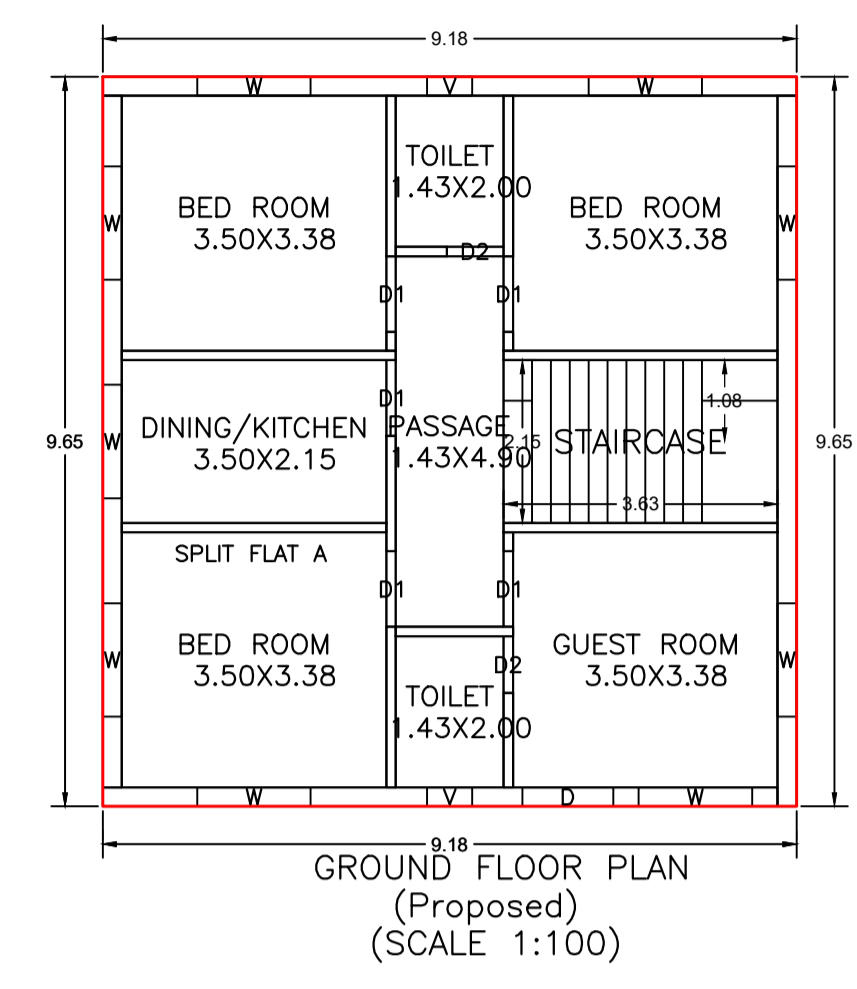 9.18
W
V
W
TOILET
1.43X2.00
BED ROOM
3.50X3.38
BED ROOM
3.50X3.38
W
W
D2
D1
D1
D1
1.08
DINING/KITCHEN
3.50X2.15
PASSAGE
1.43X4.90
2.15
STAIRCASE
9.65
W
9.65
3.63
SPLIT FLAT A
D1
D1
BED ROOM
3.50X3.38
GUEST ROOM
3.50X3.38
W
D2
W
TOILET
1.43X2.00
W
V
D
W
9.18
GROUND FLOOR PLAN
(Proposed)
(SCALE 1:100)